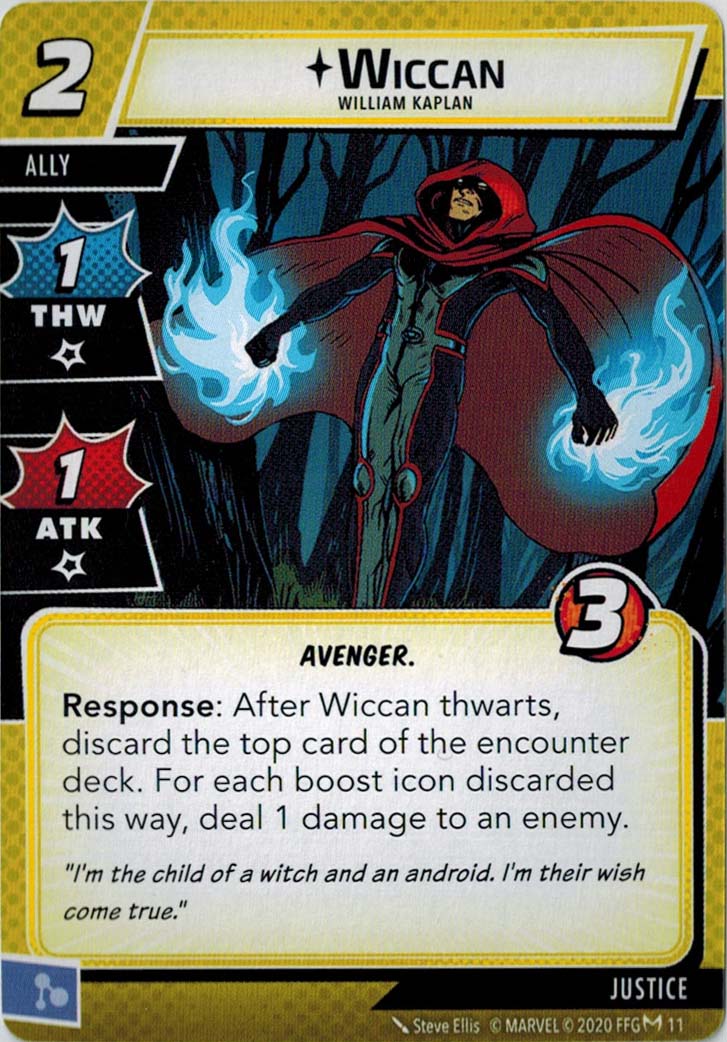 2
WICCAN
WILLIAM KAPLAN
ALLY
1
THW
1
ATK
3
AVENGER.
Response: After Wiccan thwarts,
discard the top card of the encounter
deck. For each boost icon discarded
this way, deal 1 damage to an enemy.
"I'm the child of a witch and an android. I'm their wish
come true."
JUSTICE
Steve Ellis © MARVEL © 2020 FFG 11